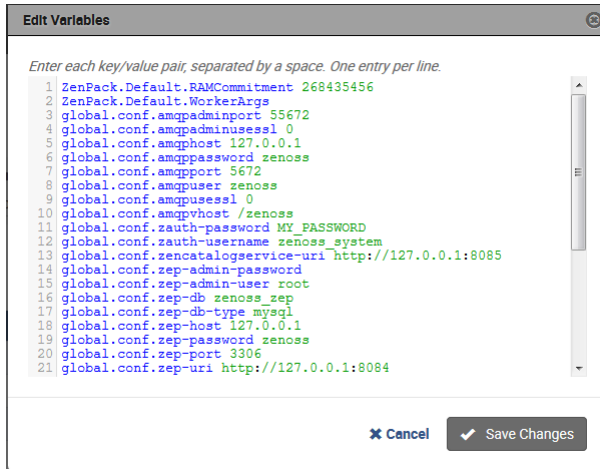 Edit Variables
Enter each key/value pair, separated by a space. One entry per line.
1 ZenPack.Default.RAMCommitment 268435456
2 ZenPack.Default.WorkerArgs
3 global.conf.amqpadminport 55672
4 global.conf.amqpadminusessl 0
5 global.conf.amqphost 127.0.0.1
6 global.conf.amqppassword zenoss
7 global.conf.amqpport 5672
8 global.conf.amqpuser zenoss
9 global.conf.amqpusessl 0
10 global.conf.amqpvhost /zenoss
11 global.conf.zauth-password MY_PASSWORD
12 global.conf.zauth-username zenoss_system
13 global.conf.zencatalogservice-uri http://127.0.0.1:8085
14 global.conf.zep-admin-password
15 global.conf.zep-admin-user root
16 global.conf.zep-db zenoss_zep
17 global.conf.zep-db-type mysql
18 global.conf.zep-host 127.0.0.1
19 global.conf.zep-password zenoss
20 global.conf.zep-port 3306
21 global.conf.zep-uri http://127.0.0.1:8084
Cancel Save Changes